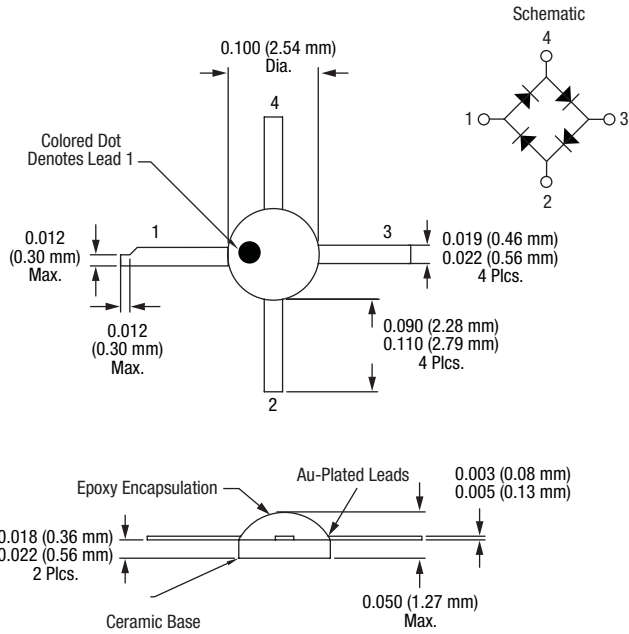 Schematic
4
1
3
2
0.100 (2.54 mm)
Dia.
4
Colored Dot
Denotes Lead 1
1
3
0.012
(0.30 mm)
Max.
0.019 (0.46 mm)
0.022 (0.56 mm)
4 Plcs.
0.012
(0.30 mm)
Max.
0.090 (2.28 mm)
0.110 (2.79 mm)
4 Plcs.
2
Epoxy Encapsulation
Au-Plated Leads
0.003 (0.08 mm)
0.005 (0.13 mm)
0.018 (0.36 mm)
0.022 (0.56 mm)
2 Plcs.
0.050 (1.27 mm)
Max.
Ceramic Base